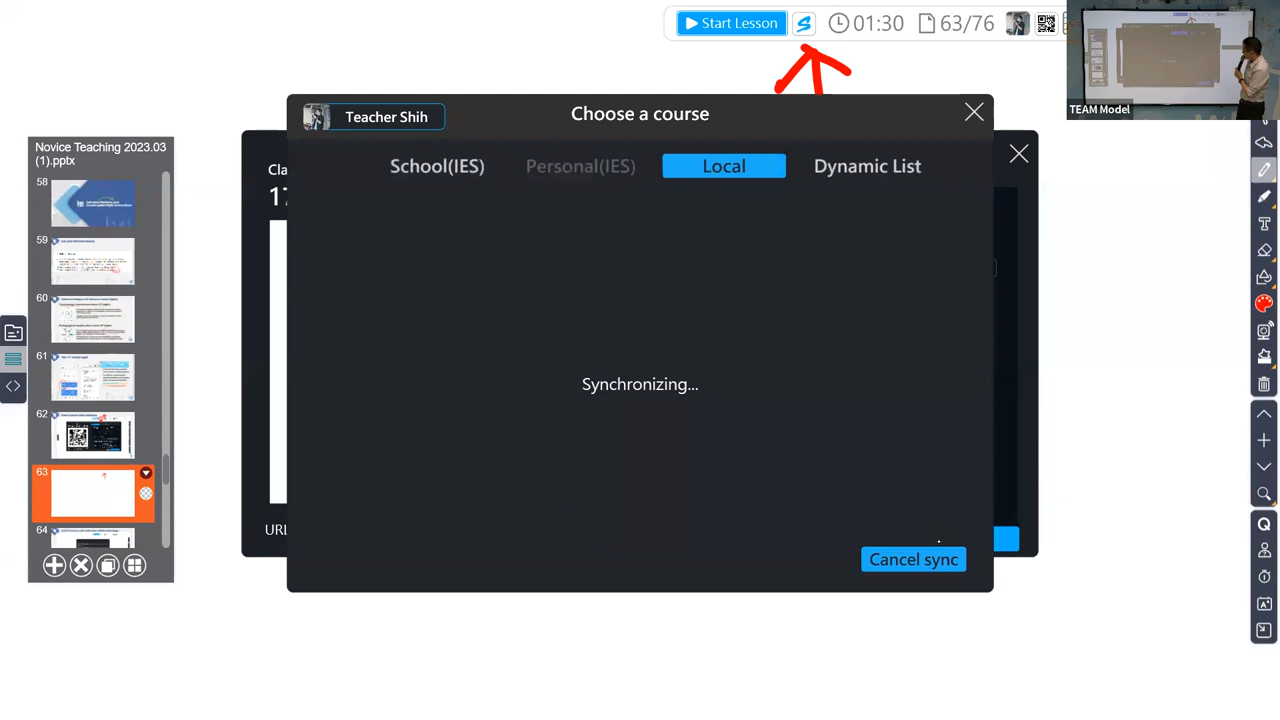 Start Lesson
01:30
63/76
TEAM Model
Teacher Shih
Choose a course
School(IES)
Personal(IES)
Local
Dynamic List
Synchronizing...
Cancel sync
Cla
17
URL
Novice Teaching 2023.03
(1).pptx
58
59
60
61
62
63
64